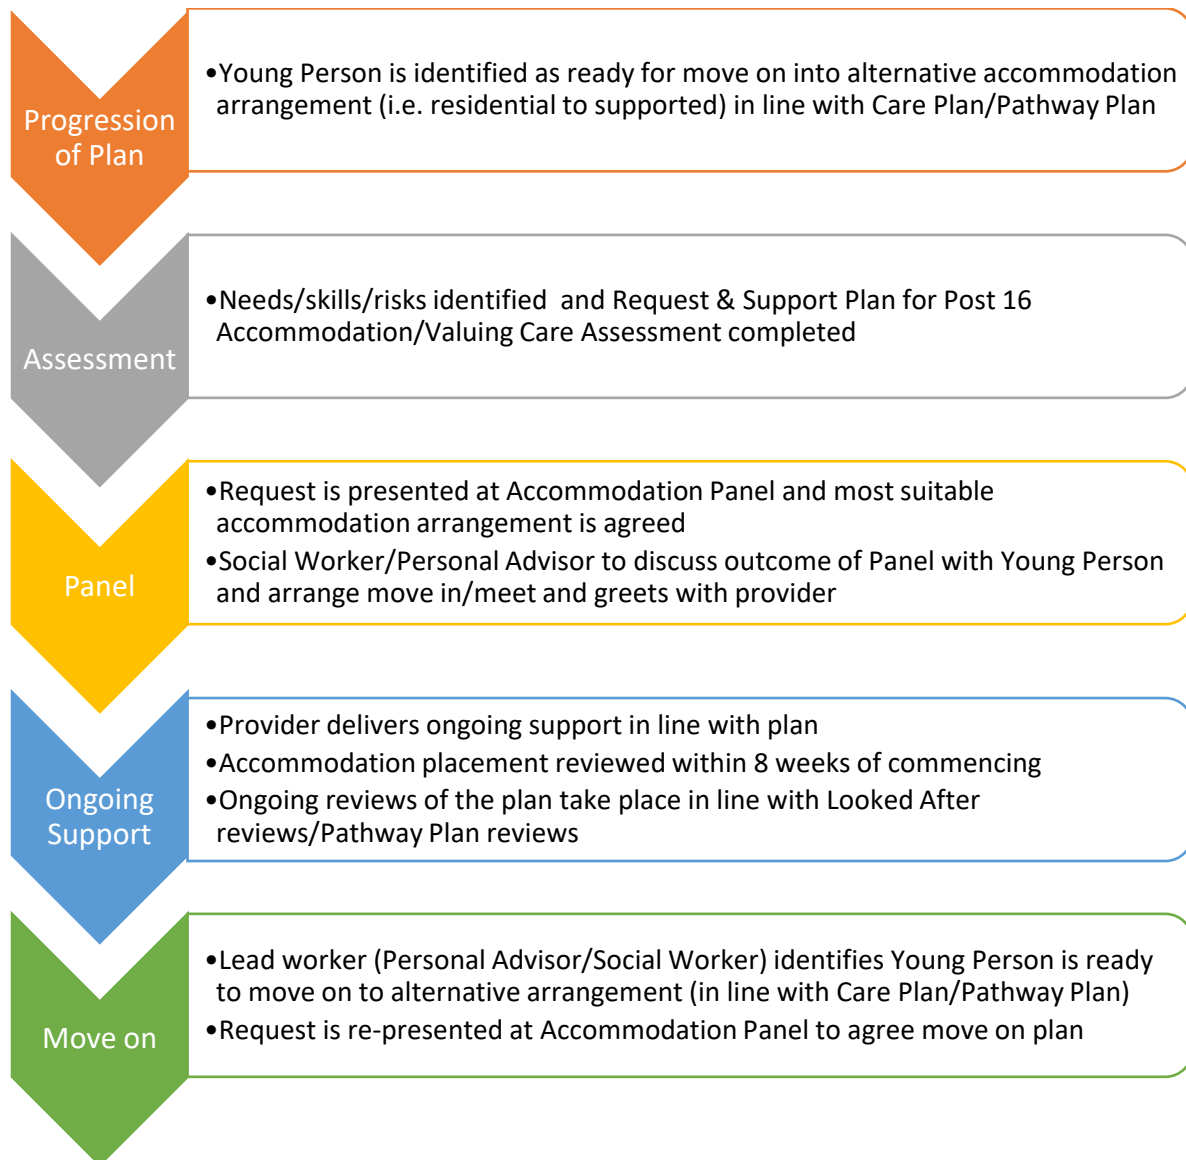 Progression
of Plan
•Young Person is identified as ready for move on into alternative accommodation
arrangement (i.e. residential to supported) in line with Care Plan/Pathway Plan
Assessment
•Needs/skills/risks identified  and Request & Support Plan for Post 16
Accommodation/Valuing Care Assessment completed
Panel
•Request is presented at Accommodation Panel and most suitable
accommodation arrangement is agreed
•Social Worker/Personal Advisor to discuss outcome of Panel with Young Person
and arrange move in/meet and greets with provider
Ongoing
Support
•Provider delivers ongoing support in line with plan
•Accommodation placement reviewed within 8 weeks of commencing
•Ongoing reviews of the plan take place in line with Looked After
reviews/Pathway Plan reviews
Move on
•Lead worker (Personal Advisor/Social Worker) identifies Young Person is ready
to move on to alternative arrangement (in line with Care Plan/Pathway Plan)
•Request is re-presented at Accommodation Panel to agree move on plan